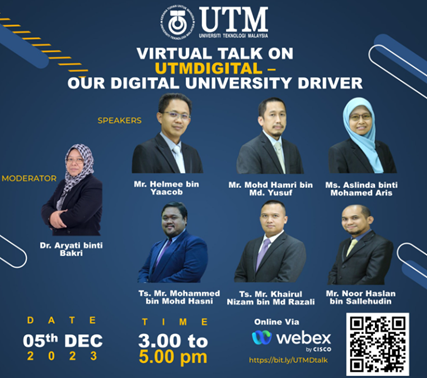 UTM
UNIVERSITI TEKNOLOGI MALAYSIA
VIRTUAL TALK ON
UTMDIGITAL –
OUR DIGITAL UNIVERSITY DRIVER
SPEAKERS
MODERATOR
Mr. Helmee bin
Yaacob
Mr. Mohd Hamri bin
Md. Yusuf
Ms. Aslinda binti
Mohamed Aris
Dr. Aryati binti
Bakri
Ts. Mr. Mohammed
bin Mohd Hasni
Ts. Mr. Khairul
Nizam bin Md Razali
Mr. Noor Haslan
bin Sallehudin
DATE
05th DEC
2023
TIME
3.00 to
5.00 pm
Online Via
webex
by CISCO
https://bit.ly/UTMDtalk